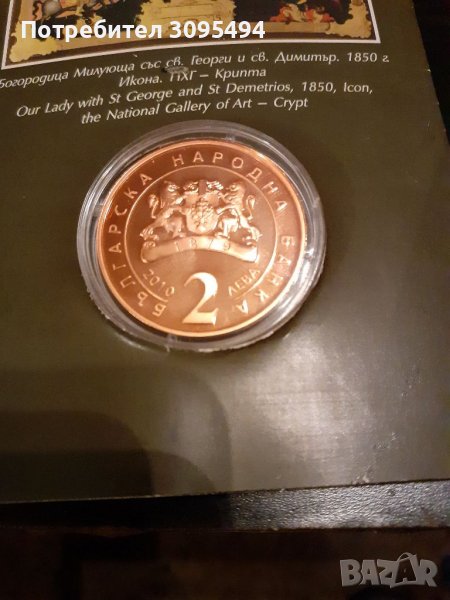 Потребител 3095494
Богородица Милующа със св. Георги и св. Димитър. 1850 г.
Икона. НХГ – Крипта
Our Lady with St George and St Demetrios, 1850, Icon,
the National Gallery of Art – Crypt
БЪЛГАРСКА НАРОДНА БАНКА
1879
2010 2 ЛЕВА
BAZAR